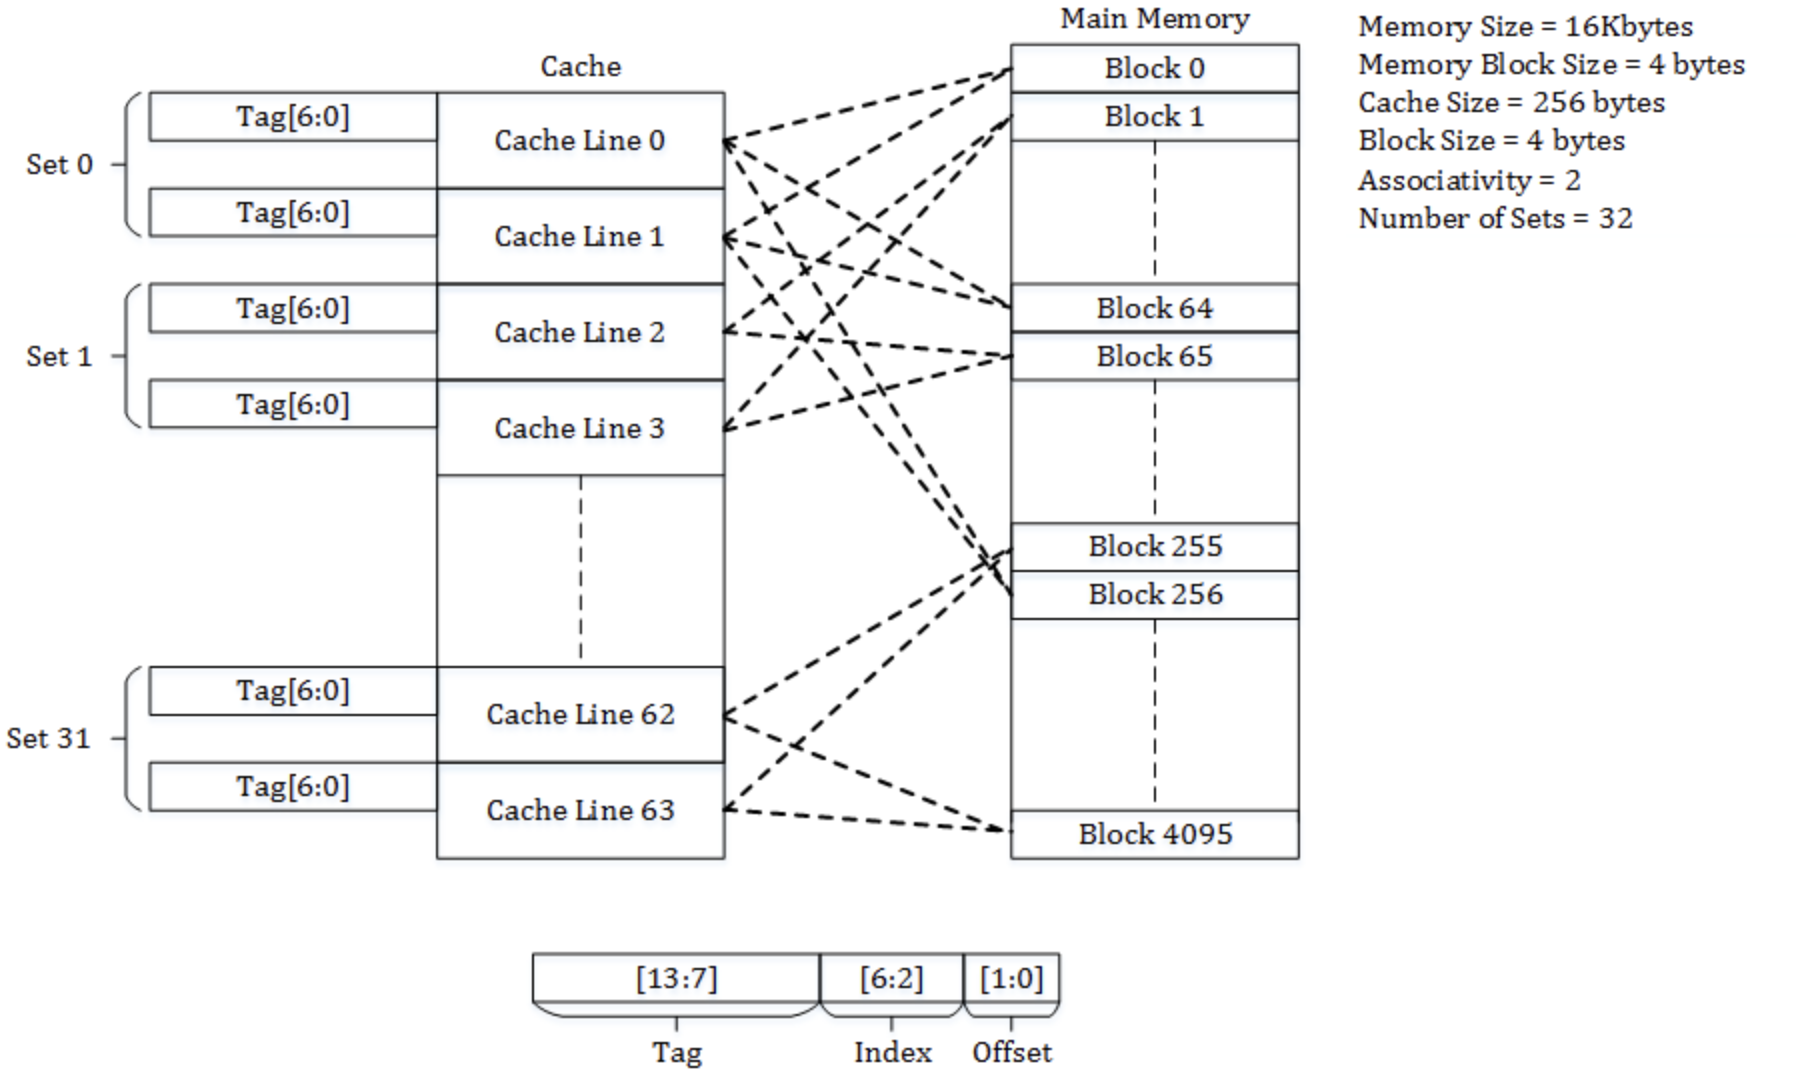 Main Memory
Cache
Memory Size = 16Kbytes
Memory Block Size = 4 bytes
Cache Size = 256 bytes
Block Size = 4 bytes
Associativity = 2
Number of Sets = 32
Set 0
Tag[6:0]
Cache Line 0
Tag[6:0]
Cache Line 1
Set 1
Tag[6:0]
Cache Line 2
Tag[6:0]
Cache Line 3
Set 31
Tag[6:0]
Cache Line 62
Tag[6:0]
Cache Line 63
Block 0
Block 1
Block 64
Block 65
Block 255
Block 256
Block 4095
[13:7] [6:2] [1:0]
Tag Index Offset